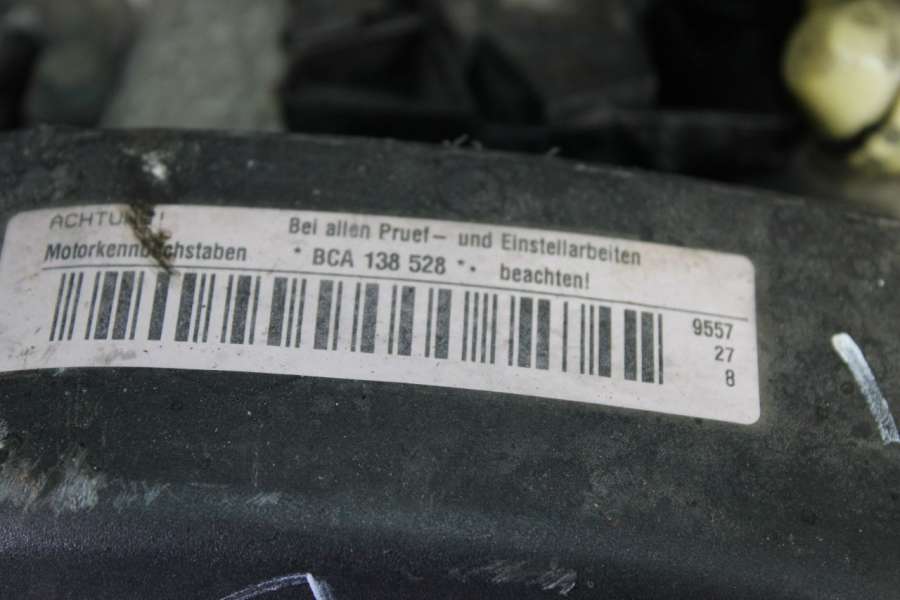 ACHTUNG! Bei allen Pruef- und Einstellarbeiten
Motorkennbuchstaben * BCA 138 528 * . beachten!
9557
27
8